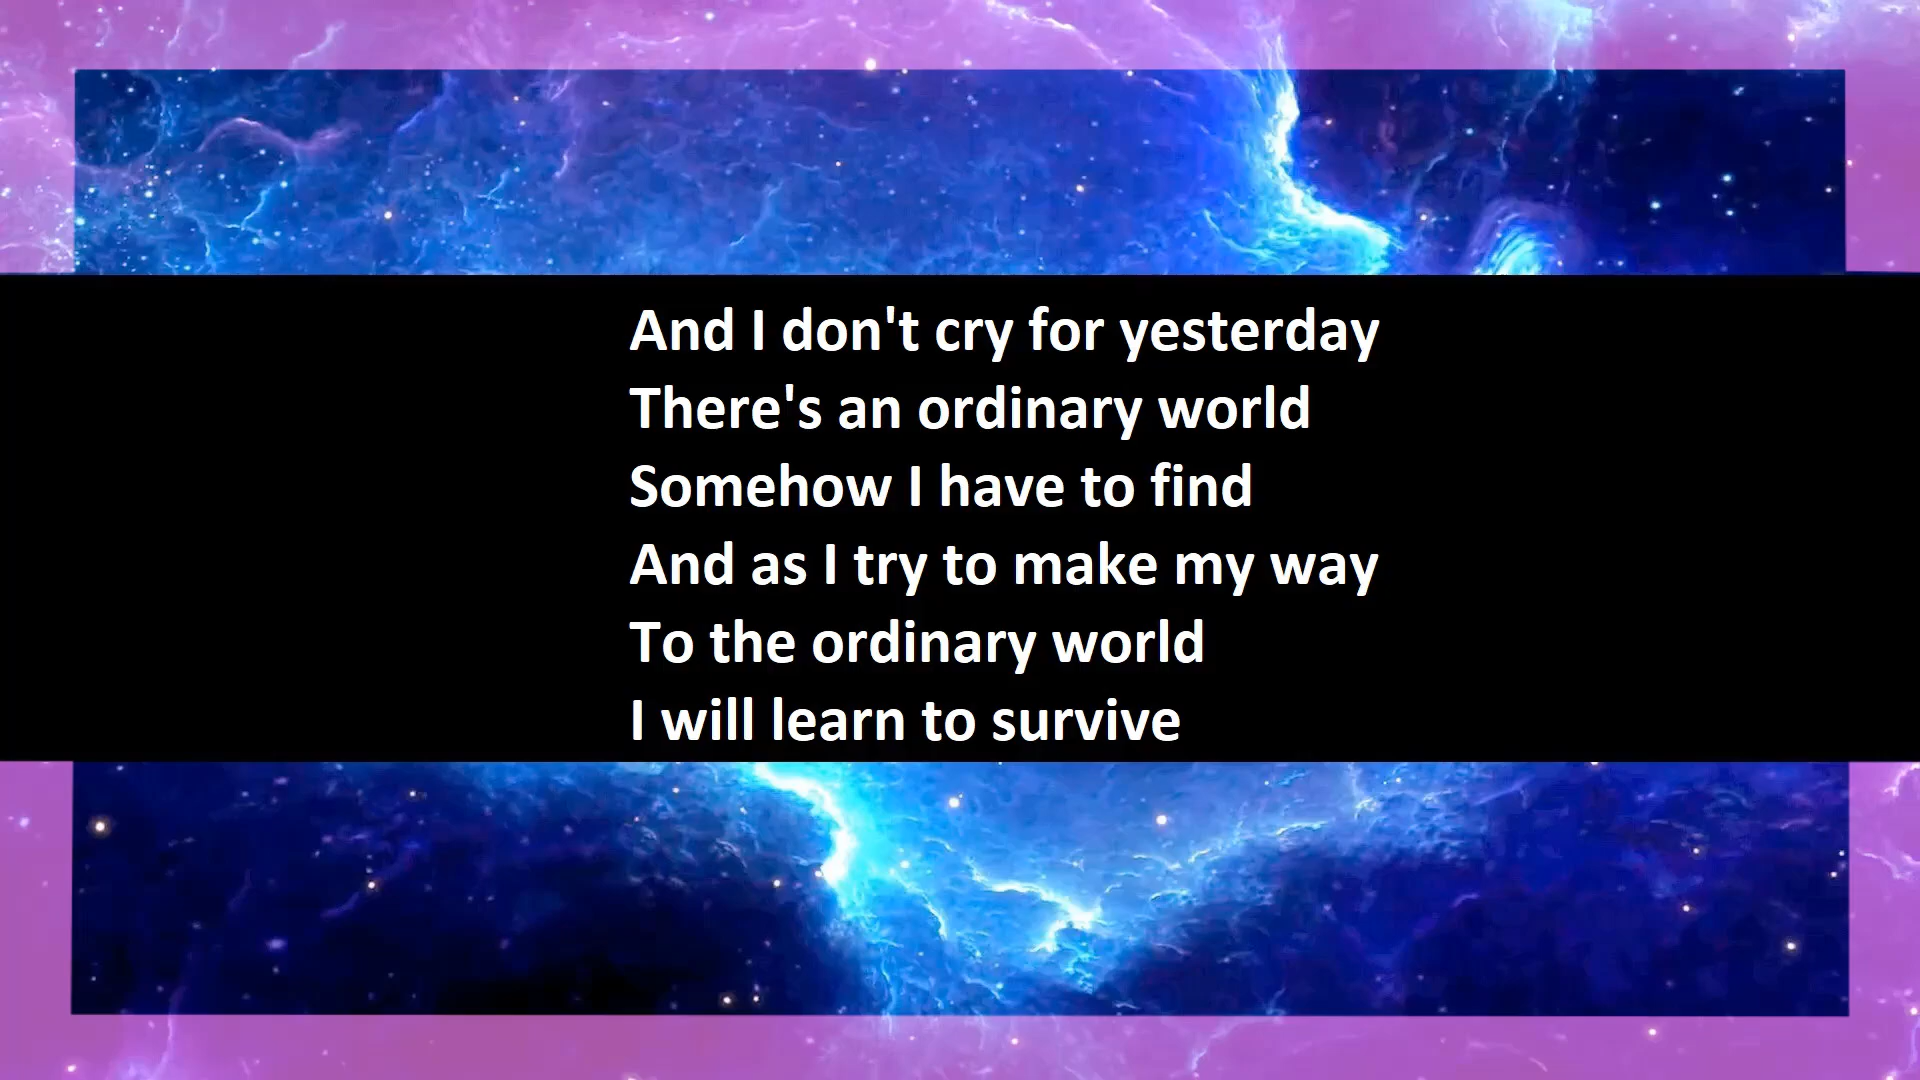 And I don't cry for yesterday
There's an ordinary world
Somehow I have to find
And as I try to make my way
To the ordinary world
I will learn to survive